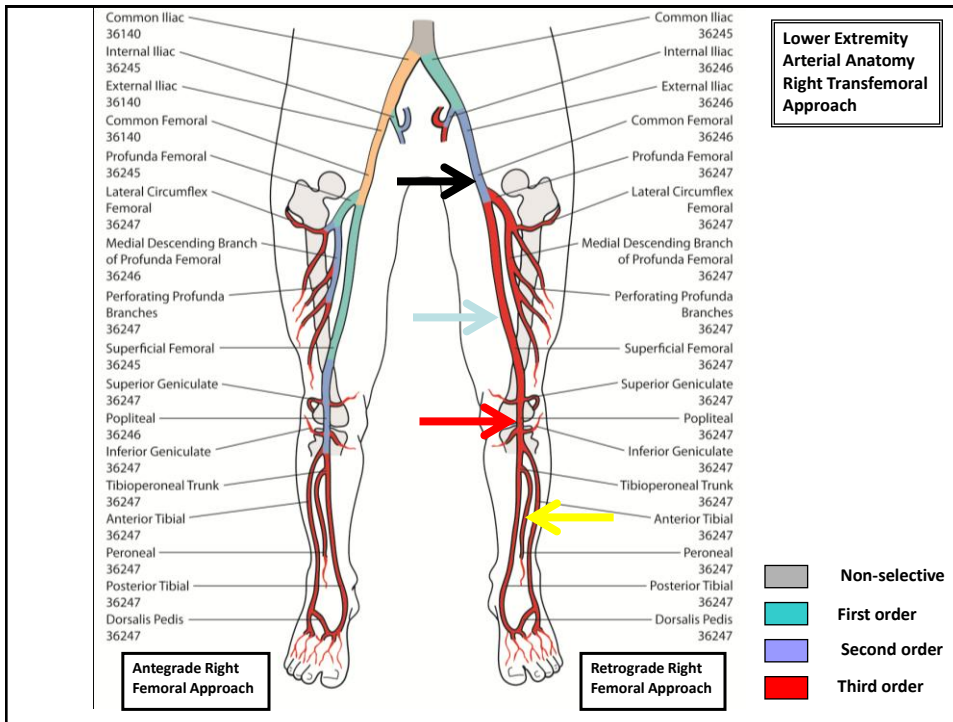 Common Iliac
36140
Internal Iliac
36245
External Iliac
36140
Common Femoral
36140
Profunda Femoral
36245
Lateral Circumflex
Femoral
36247
Medial Descending Branch
of Profunda Femoral
36246
Perforating Profunda
Branches
36247
Superficial Femoral
36245
Superior Geniculate
36247
Popliteal
36246
Inferior Geniculate
36247
Tibioperoneal Trunk
36247
Anterior Tibial
36247
Peroneal
36247
Posterior Tibial
36247
Dorsalis Pedis
36247
Antegrade Right
Femoral Approach
Common Iliac
36245
Internal Iliac
36246
External Iliac
36246
Common Femoral
36246
Profunda Femoral
36247
Lateral Circumflex
Femoral
36247
Medial Descending Branch
of Profunda Femoral
36247
Perforating Profunda
Branches
36247
Superficial Femoral
36247
Superior Geniculate
36247
Popliteal
36247
Inferior Geniculate
36247
Tibioperoneal Trunk
36247
Anterior Tibial
36247
Peroneal
36247
Posterior Tibial
36247
Dorsalis Pedis
36247
Retrograde Right
Femoral Approach
Lower Extremity
Arterial Anatomy
Right Transfemoral
Approach
Non-selective
First order
Second order
Third order